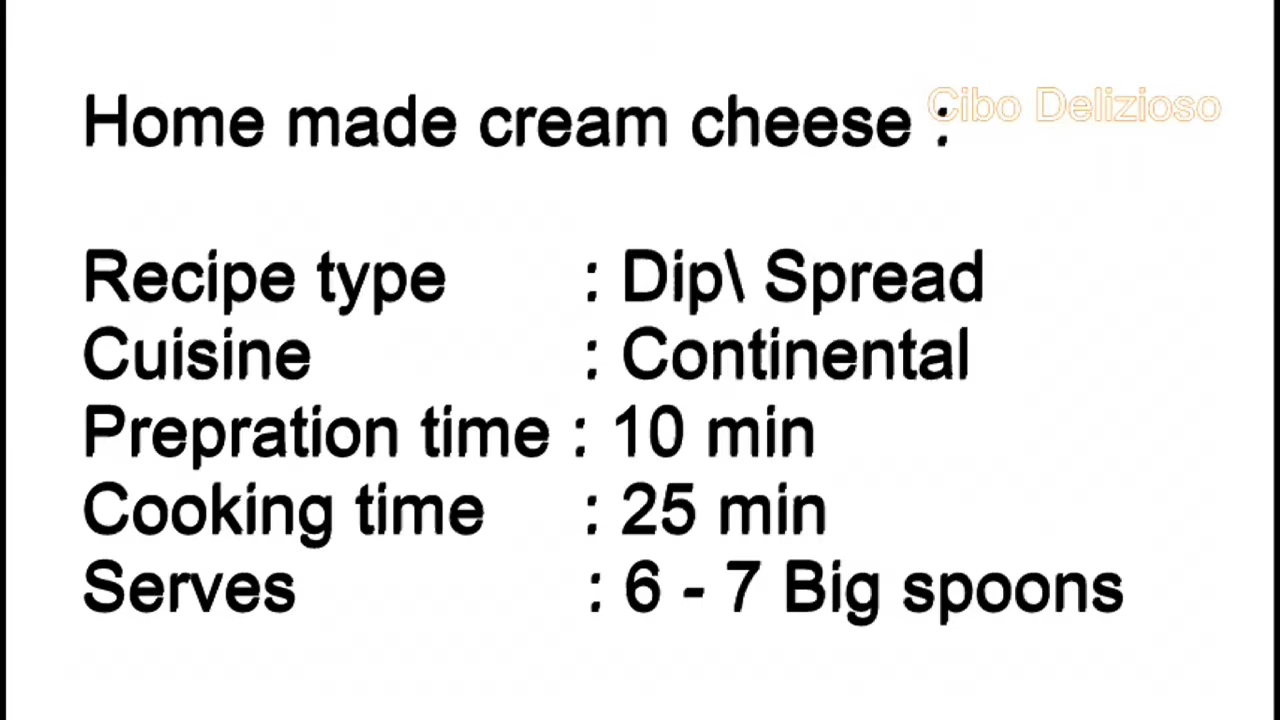 Cibo Delizioso
Home made cream cheese :
Recipe type : Dip\ Spread
Cuisine : Continental
Prepration time : 10 min
Cooking time : 25 min
Serves : 6 - 7 Big spoons